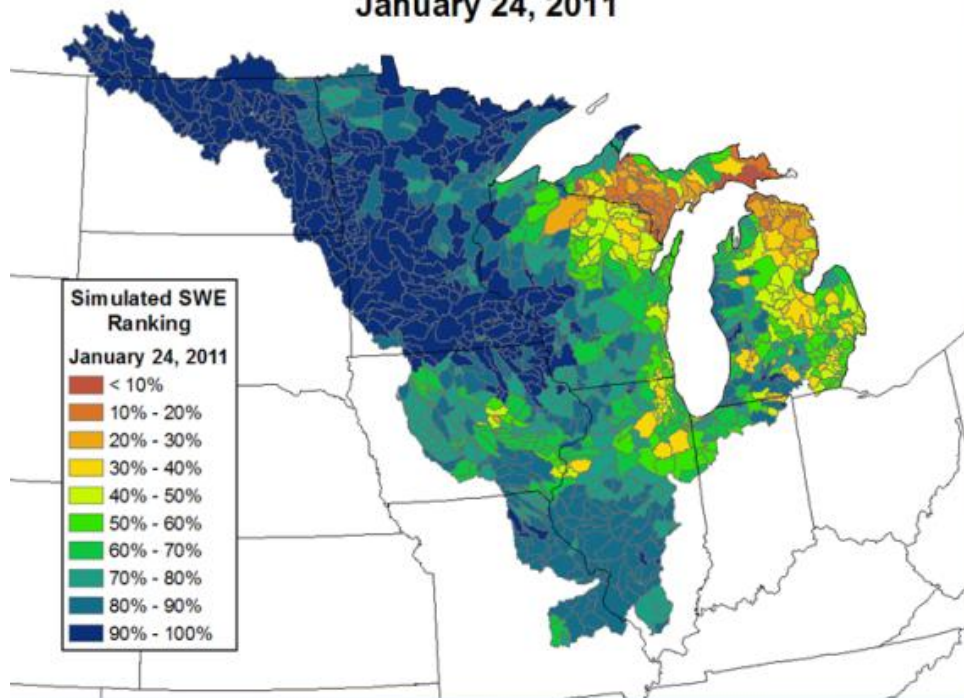 January 24, 2011
Simulated SWE
Ranking
January 24, 2011
< 10%
10% - 20%
20% - 30%
30% - 40%
40% - 50%
50% - 60%
60% - 70%
70% - 80%
80% - 90%
90% - 100%